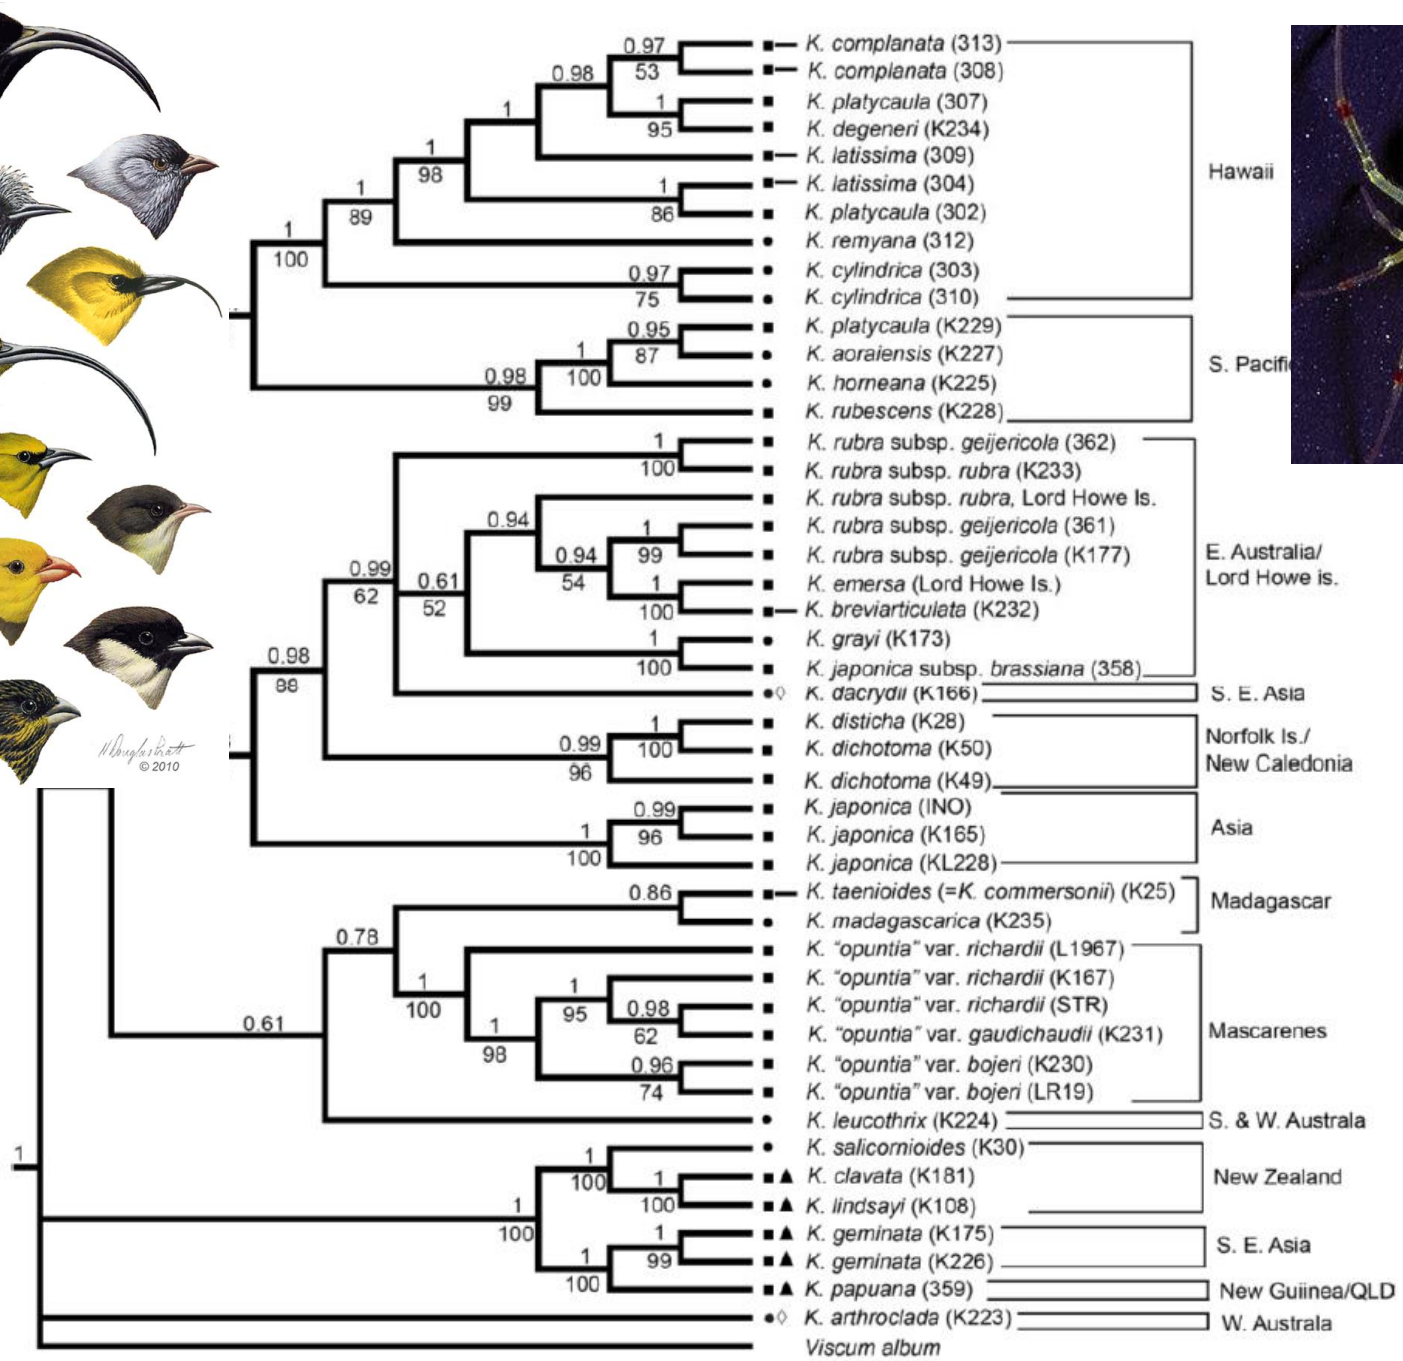 0.97
K. complanata (313)
53
K. complanata (308)
0.98
1
K. platycaula (307)
95
K. degeneri (K234)
1
K. latissima (309)
1
98
1
K. latissima (304)
86
K. platycaula (302)
Hawaii
1
89
K. remyana (312)
1
100
0.97
K. cylindrica (303)
75
K. cylindrica (310)
K. platycaula (K229)
0.95
87
K. aoraiensis (K227)
1
100
K. horneana (K225)
S. Pacific
0.98
99
K. rubescens (K228)
1
K. rubra subsp. geijericola (362)
100
K. rubra subsp. rubra (K233)
K. rubra subsp. rubra, Lord Howe Is.
0.94
1
K. rubra subsp. geijericola (361)
99
K. rubra subsp. geijericola (K177)
0.94
54
E. Australia/
Lord Howe is.
0.99
62
0.61
52
1
K. emersa (Lord Howe Is.)
100
K. breviarticulata (K232)
1
K. grayi (K173)
100
K. japonica subsp. brassiana (358)
0.98
88
K. dacrydii (K166)
S. E. Asia
1
K. disticha (K28)
100
K. dichotoma (K50)
0.99
96
K. dichotoma (K49)
Norfolk Is./
New Caledonia
H Douglas Pratt
© 2010
0.99
K. japonica (INO)
96
K. japonica (K165)
1
100
K. japonica (KL228)
Asia
0.86
K. taenioides (=K. commersonii) (K25)
K. madagascarica (K235)
Madagascar
0.78
K. "opuntia" var. richardii (L1967)
1
100
1
K. "opuntia" var. richardii (K167)
95
0.98
K. "opuntia" var. richardii (STR)
62
K. "opuntia" var. gaudichaudii (K231)
Mascarenes
0.61
1
98
0.96
K. "opuntia" var. bojeri (K230)
74
K. "opuntia" var. bojeri (LR19)
K. leucothrix (K224)
S. & W. Australa
1
K. salicornioides (K30)
1
100
1
K. clavata (K181)
100
K. lindsayi (K108)
New Zealand
1
100
1
K. geminata (K175)
99
K. geminata (K226)
S. E. Asia
1
100
K. papuana (359)
New Guiinea/QLD
K. arthroclada (K223)
W. Australa
Viscum album